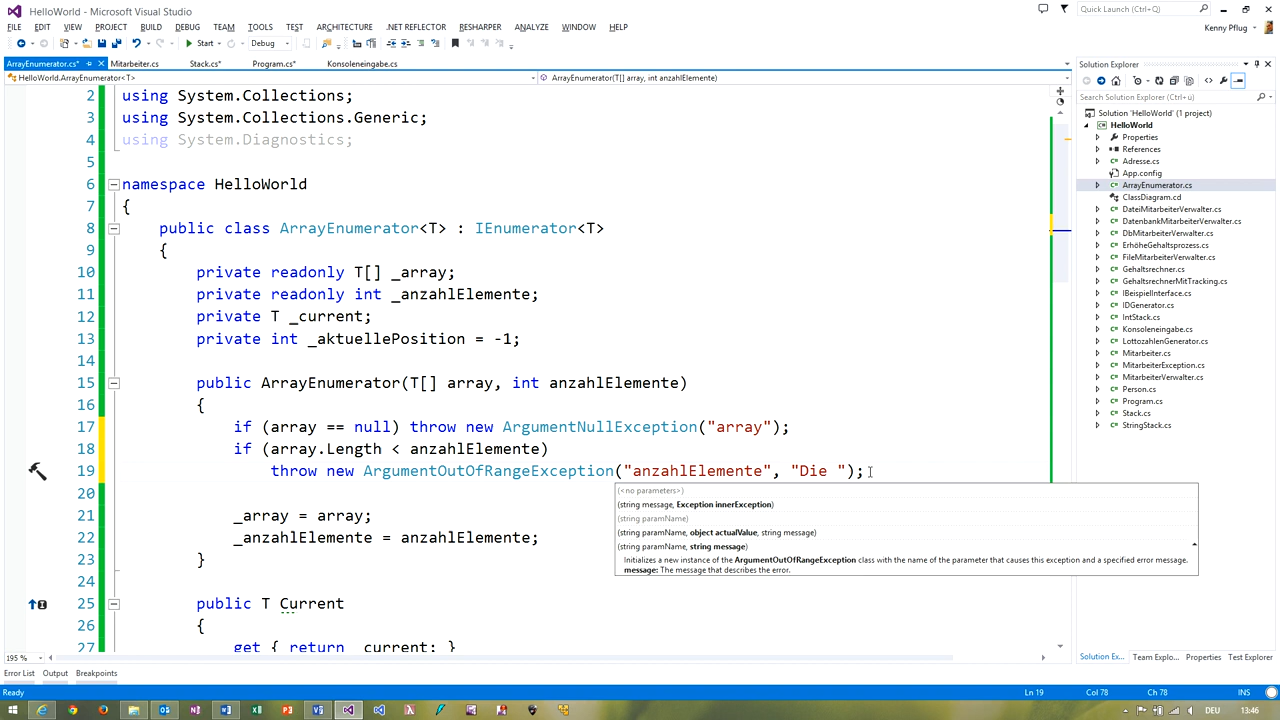 HelloWorld - Microsoft Visual Studio
Quick Launch (Ctrl+Q)
FILE EDIT VIEW PROJECT BUILD DEBUG TEAM TOOLS TEST ARCHITECTURE .NET REFLECTOR RESHARPER ANALYZE WINDOW HELP
Kenny Pflug
Start
Debug
ArrayEnumerator.cs* Mitarbeiter.cs Stack.cs* Program.cs* Konsoleneingabe.cs
HelloWorld.ArrayEnumerator<T>
ArrayEnumerator(T[] array, int anzahlElemente)
2 using System.Collections;
3 using System.Collections.Generic;
4 using System.Diagnostics;
5
6 namespace HelloWorld
7 {
8 public class ArrayEnumerator<T> : IEnumerator<T>
9 {
10 private readonly T[] _array;
11 private readonly int _anzahlElemente;
12 private T _current;
13 private int _aktuellePosition = -1;
14
15 public ArrayEnumerator(T[] array, int anzahlElemente)
16 {
17 if (array == null) throw new ArgumentNullException("array");
18 if (array.Length < anzahlElemente)
19 throw new ArgumentOutOfRangeException("anzahlElemente", "Die ");
20
21 _array = array;
22 _anzahlElemente = anzahlElemente;
23 }
24
25 public T Current
26 {
27 get { return _current; }
(<no parameters>)
(string message, Exception innerException)
(string paramName)
(string paramName, object actualValue, string message)
(string paramName, string message)
Initializes a new instance of the ArgumentOutOfRangeException class with the name of the parameter that causes this exception and a specified error message.
message: The message that describes the error.
Solution Explorer
Search Solution Explorer (Ctrl+ü)
Solution 'HelloWorld' (1 project)
HelloWorld
Properties
References
Adresse.cs
App.config
ArrayEnumerator.cs
ClassDiagram.cd
DateiMitarbeiterVerwalter.cs
DatenbankMitarbeiterVerwalter.cs
DbMitarbeiterVerwalter.cs
ErhöheGehaltsprozess.cs
FileMitarbeiterVerwalter.cs
Gehaltsrechner.cs
GehaltsrechnerMitTracking.cs
IBeispielInterface.cs
IDGenerator.cs
IntStack.cs
Konsoleneingabe.cs
LottozahlenGenerator.cs
Mitarbeiter.cs
MitarbeiterException.cs
MitarbeiterVerwalter.cs
Person.cs
Program.cs
Stack.cs
StringStack.cs
195 %
Solution Ex... Team Explo... Properties Test Explorer
Error List Output Breakpoints
Ready
Ln 19 Col 78 Ch 78 INS
DEU 13:46